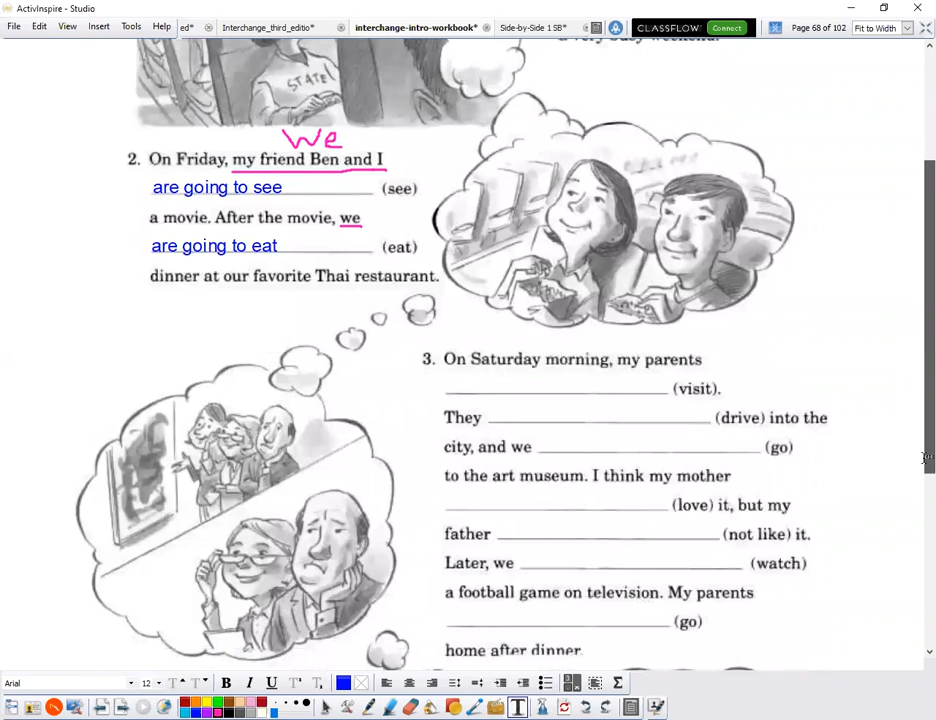 ActivInspire - Studio
File Edit View Insert Tools Help ed* Interchange_third_editio* interchange-intro-workbook* Side-by-Side 1 SB* CLASSFLOW Connect Page 68 of 102 Fit to Width
a very busy weekend.
STATE
We
2. On Friday, my friend Ben and I
are going to see (see)
a movie. After the movie, we
are going to eat (eat)
dinner at our favorite Thai restaurant.
3. On Saturday morning, my parents
(visit).
They (drive) into the
city, and we (go)
to the art museum. I think my mother
(love) it, but my
father (not like) it.
Later, we (watch)
a football game on television. My parents
(go)
home after dinner.
Arial 12 B I U